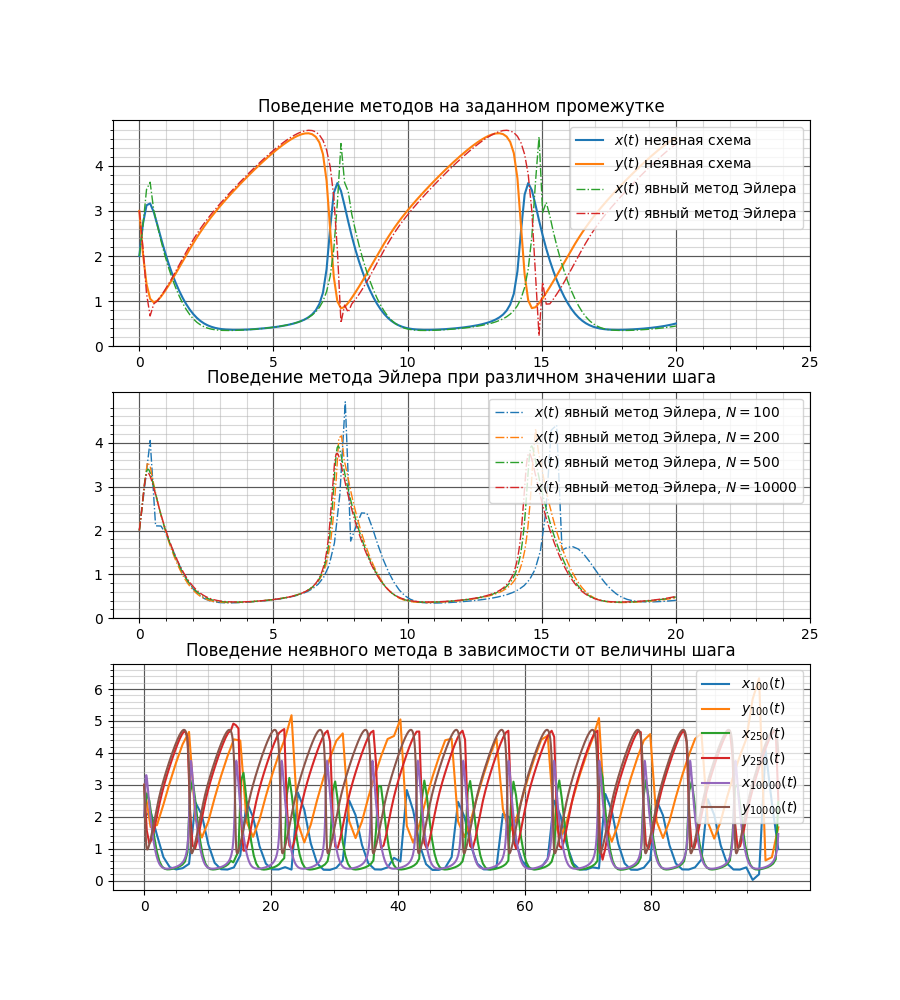 Поведение методов на заданном промежутке
x(t) неявная схема
y(t) неявная схема
x(t) явный метод Эйлера
y(t) явный метод Эйлера
4
3
2
1
0
0 5 10 15 20 25
Поведение метода Эйлера при различном значении шага
x(t) явный метод Эйлера, N = 100
x(t) явный метод Эйлера, N = 200
x(t) явный метод Эйлера, N = 500
x(t) явный метод Эйлера, N = 10000
4
3
2
1
0
0 5 10 15 20 25
Поведение неявного метода в зависимости от величины шага
x₁₀₀(t)
y₁₀₀(t)
x₂₅₀(t)
y₂₅₀(t)
x₁₀₀₀₀(t)
y₁₀₀₀₀(t)
6
5
4
3
2
1
0
0 20 40 60 80